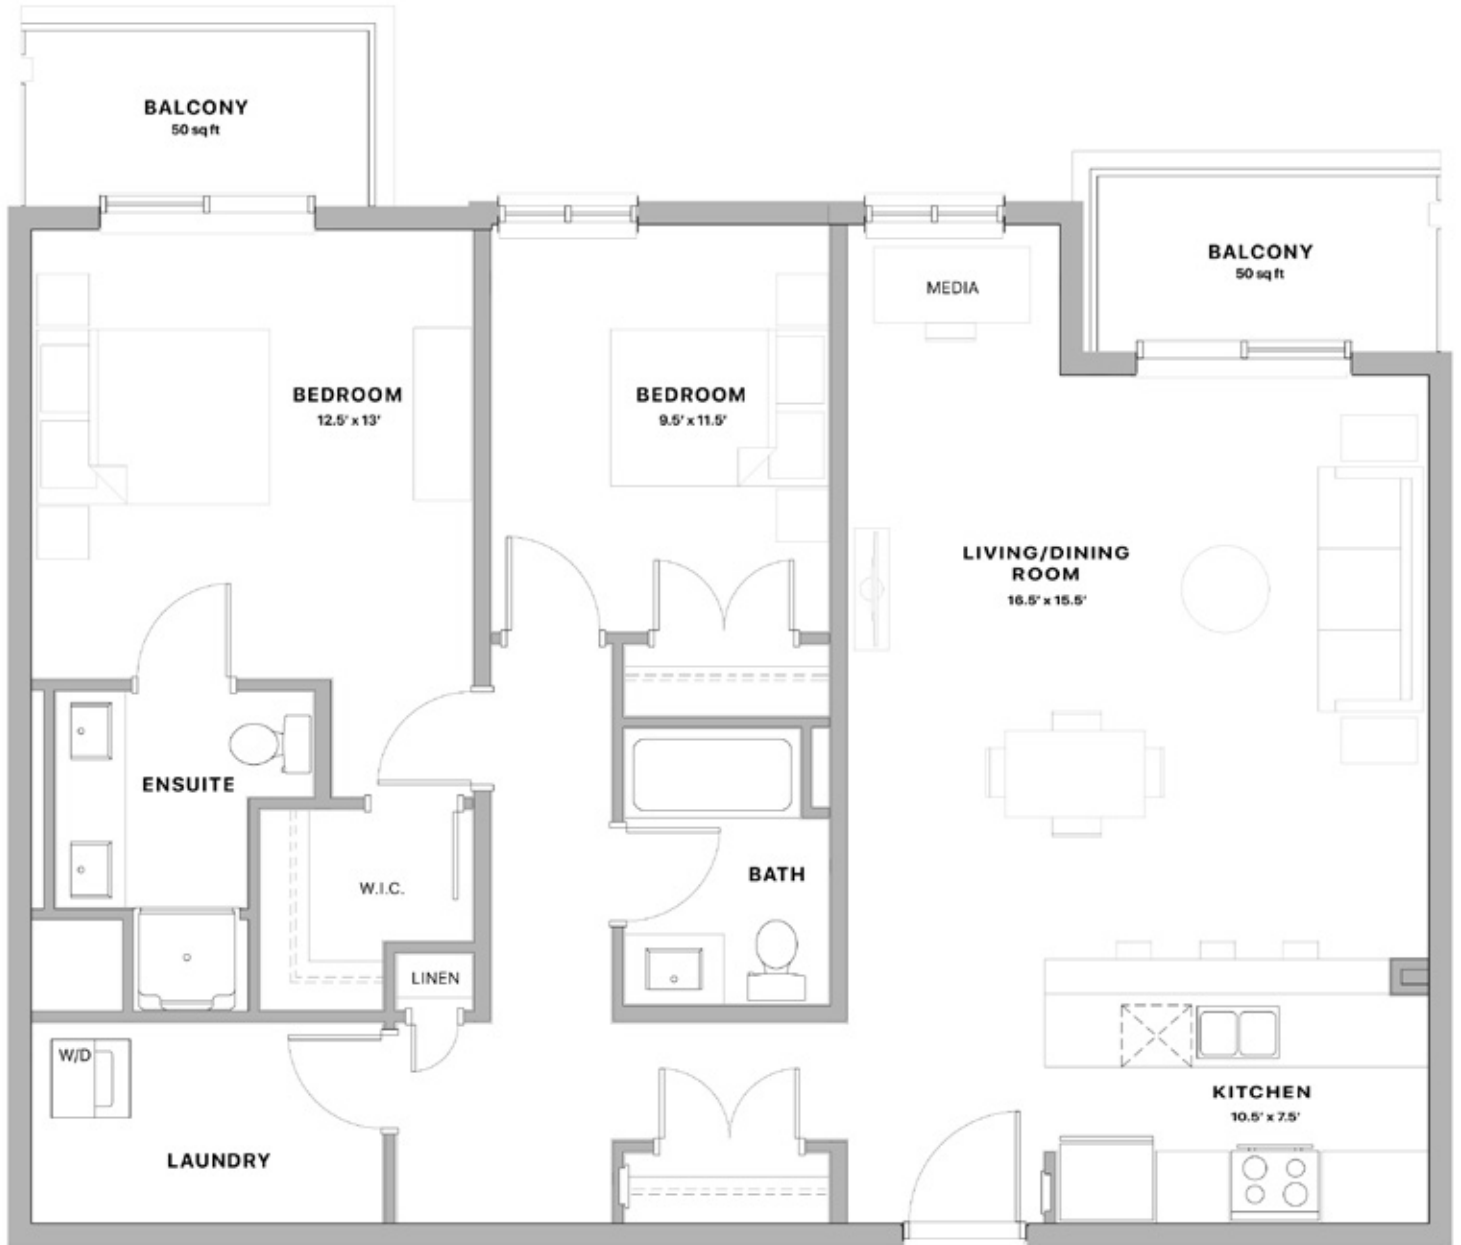 BALCONY
50 sq ft
BALCONY
50 sq ft
MEDIA
BEDROOM
12.5' x 13'
BEDROOM
9.5' x 11.5'
LIVING/DINING
ROOM
16.5' x 15.5'
ENSUITE
W.I.C.
BATH
LINEN
W/D
LAUNDRY
KITCHEN
10.5' x 7.5'